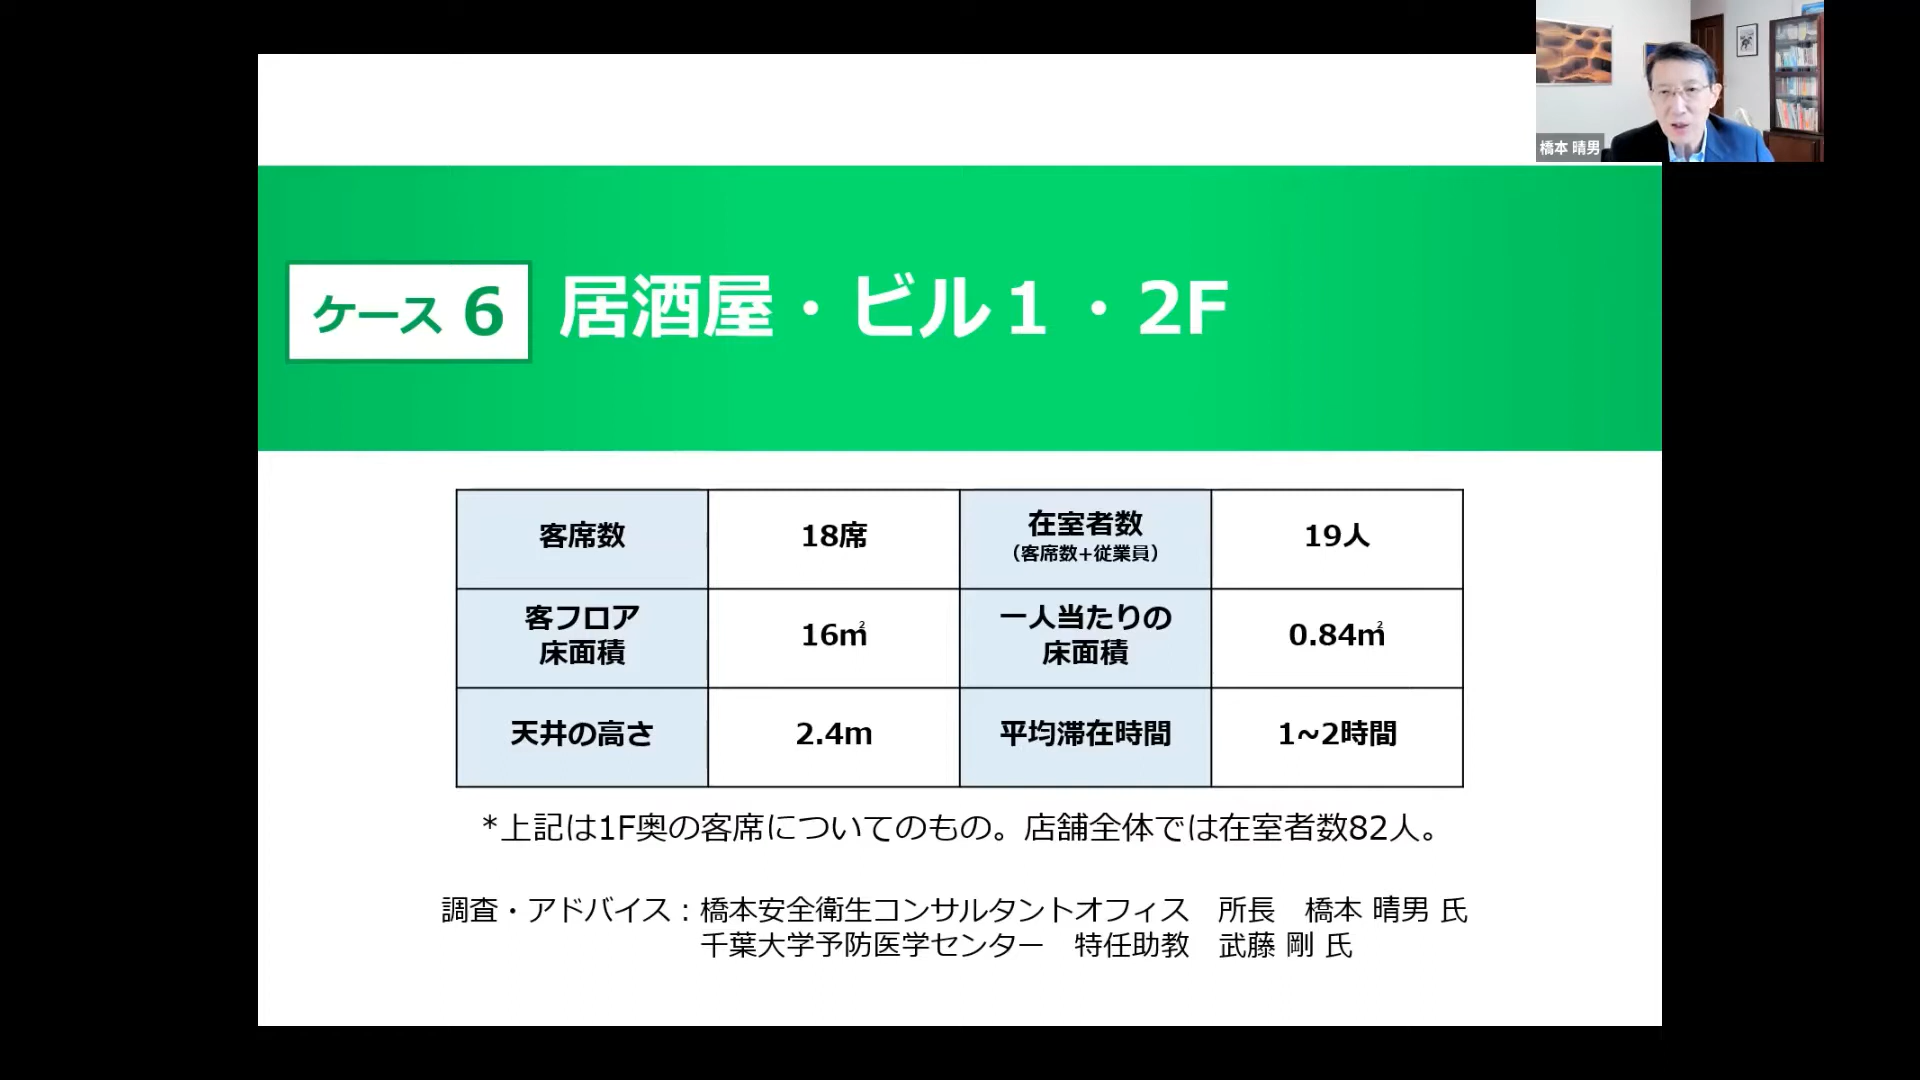 橋本 晴男
ケース 6
居酒屋・ビル１・2F
客席数
18席
在室者数
（客席数+従業員）
19人
客フロア
床面積
16㎡
一人当たりの
床面積
0.84㎡
天井の高さ
2.4m
平均滞在時間
1~2時間
*上記は1F奥の客席についてのもの。店舗全体では在室者数82人。
調査・アドバイス：橋本安全衛生コンサルタントオフィス　所長　橋本 晴男 氏
千葉大学予防医学センター　特任助教　武藤 剛 氏